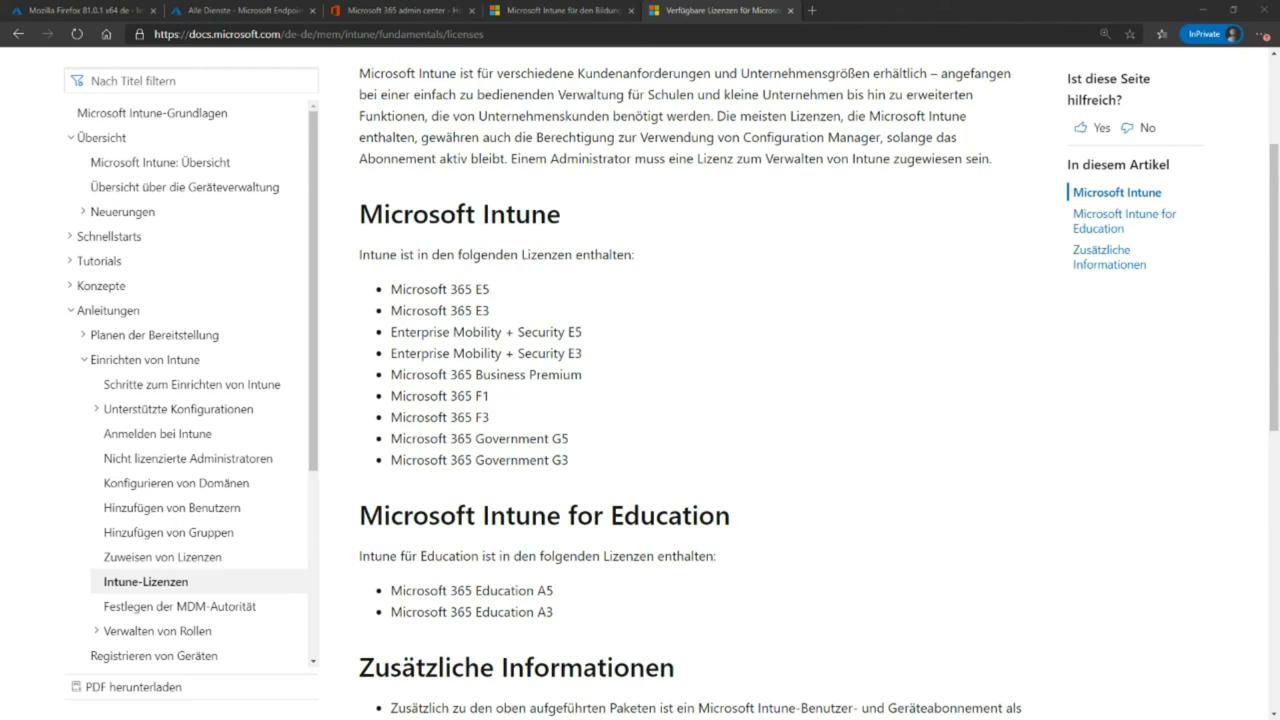 Mozilla Firefox 81.0.1 x64 de - 
Alle Dienste - Microsoft Endpoin
Microsoft 365 admin center - H
Microsoft Intune für den Bildung
Verfügbare Lizenzen für Microso
https://docs.microsoft.com/de-de/mem/intune/fundamentals/licenses
InPrivate
Nach Titel filtern
Microsoft Intune-Grundlagen
Übersicht
Microsoft Intune: Übersicht
Übersicht über die Geräteverwaltung
Neuerungen
Schnellstarts
Tutorials
Konzepte
Anleitungen
Planen der Bereitstellung
Einrichten von Intune
Schritte zum Einrichten von Intune
Unterstützte Konfigurationen
Anmelden bei Intune
Nicht lizenzierte Administratoren
Konfigurieren von Domänen
Hinzufügen von Benutzern
Hinzufügen von Gruppen
Zuweisen von Lizenzen
Intune-Lizenzen
Festlegen der MDM-Autorität
Verwalten von Rollen
Registrieren von Geräten
PDF herunterladen
Microsoft Intune ist für verschiedene Kundenanforderungen und Unternehmensgrößen erhältlich – angefangen
bei einer einfach zu bedienenden Verwaltung für Schulen und kleine Unternehmen bis hin zu erweiterten
Funktionen, die von Unternehmenskunden benötigt werden. Die meisten Lizenzen, die Microsoft Intune
enthalten, gewähren auch die Berechtigung zur Verwendung von Configuration Manager, solange das
Abonnement aktiv bleibt. Einem Administrator muss eine Lizenz zum Verwalten von Intune zugewiesen sein.
Microsoft Intune
Intune ist in den folgenden Lizenzen enthalten:
• Microsoft 365 E5
• Microsoft 365 E3
• Enterprise Mobility + Security E5
• Enterprise Mobility + Security E3
• Microsoft 365 Business Premium
• Microsoft 365 F1
• Microsoft 365 F3
• Microsoft 365 Government G5
• Microsoft 365 Government G3
Microsoft Intune for Education
Intune für Education ist in den folgenden Lizenzen enthalten:
• Microsoft 365 Education A5
• Microsoft 365 Education A3
Zusätzliche Informationen
• Zusätzlich zu den oben aufgeführten Paketen ist ein Microsoft Intune-Benutzer- und Geräteabonnement als
Ist diese Seite
hilfreich?
Yes No
In diesem Artikel
Microsoft Intune
Microsoft Intune for
Education
Zusätzliche
Informationen